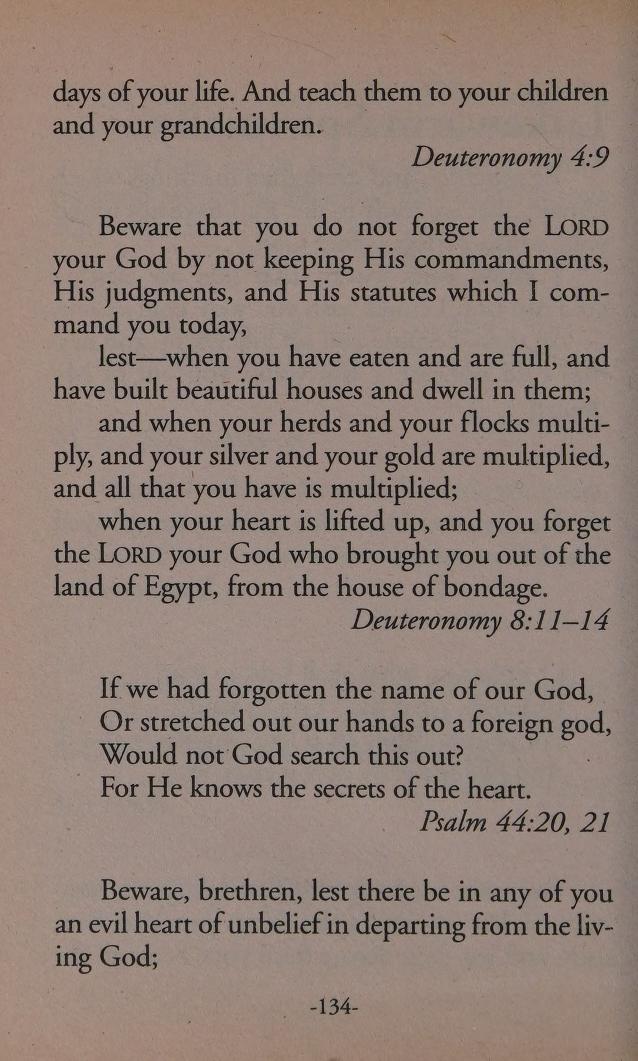 days of your life. And teach them to your children
and your grandchildren.
Deuteronomy 4:9
Beware that you do not forget the LORD
your God by not keeping His commandments,
His judgments, and His statutes which I com-
mand you today,
lest—when you have eaten and are full, and
have built beautiful houses and dwell in them;
and when your herds and your flocks multi-
ply, and your silver and your gold are multiplied,
and all that you have is multiplied;
when your heart is lifted up, and you forget
the LORD your God who brought you out of the
land of Egypt, from the house of bondage.
Deuteronomy 8:11–14
If we had forgotten the name of our God,
Or stretched out our hands to a foreign god,
Would not God search this out?
For He knows the secrets of the heart.
Psalm 44:20, 21
Beware, brethren, lest there be in any of you
an evil heart of unbelief in departing from the liv-
ing God;
-134-